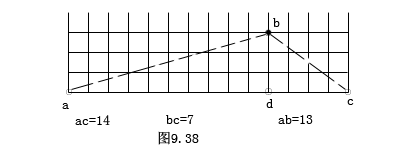 b
a
d
c
ac=14
bc=7
ab=13
图9.38